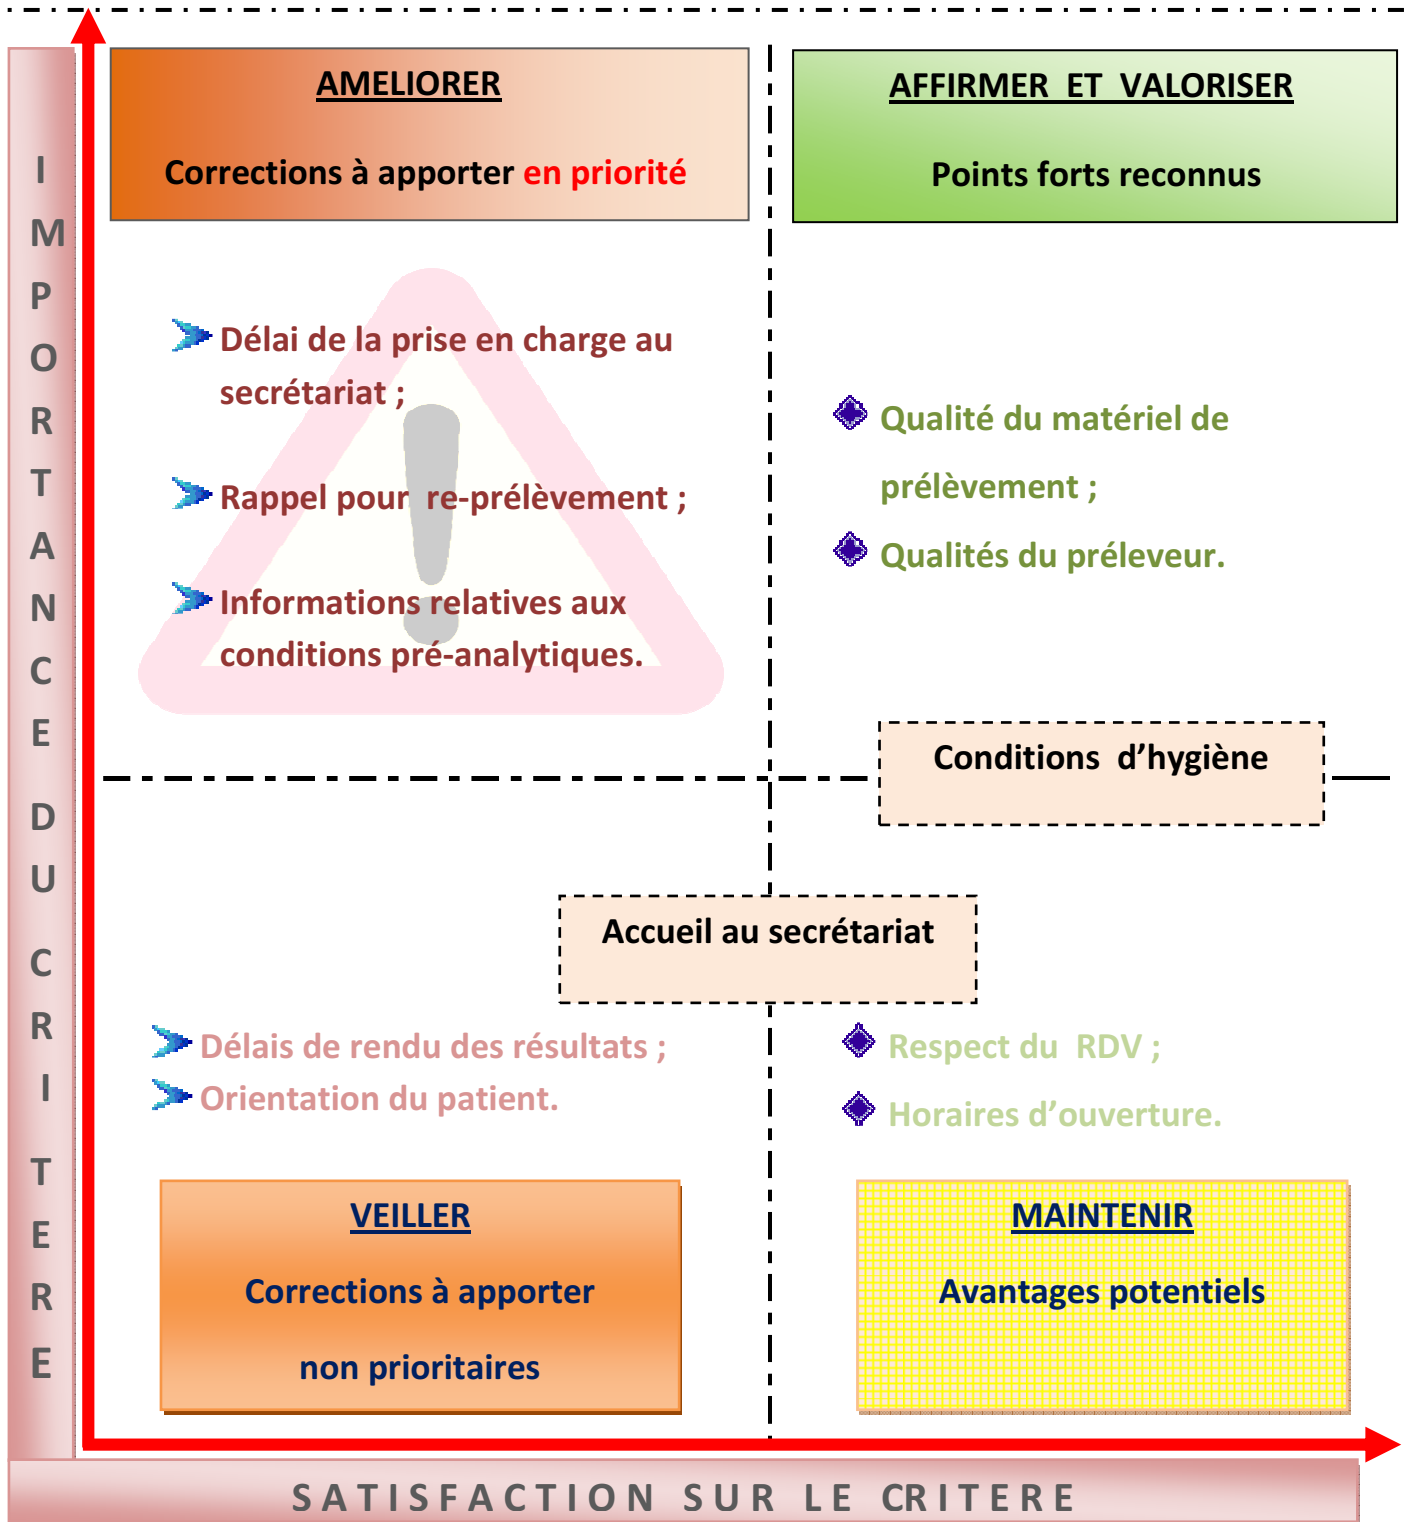 AMELIORER
Corrections à apporter en priorité
AFFIRMER ET VALORISER
Points forts reconnus
Délai de la prise en charge au
secrétariat ;
Rappel pour re-prélèvement ;
Informations relatives aux
conditions pré-analytiques.
Qualité du matériel de
prélèvement ;
Qualités du préleveur.
Conditions d’hygiène
Accueil au secrétariat
Délais de rendu des résultats ;
Orientation du patient.
Respect du RDV ;
Horaires d’ouverture.
VEILLER
Corrections à apporter
non prioritaires
MAINTENIR
Avantages potentiels
IMPORTANCE DU CRITERE
SATISFACTION SUR LE CRITERE